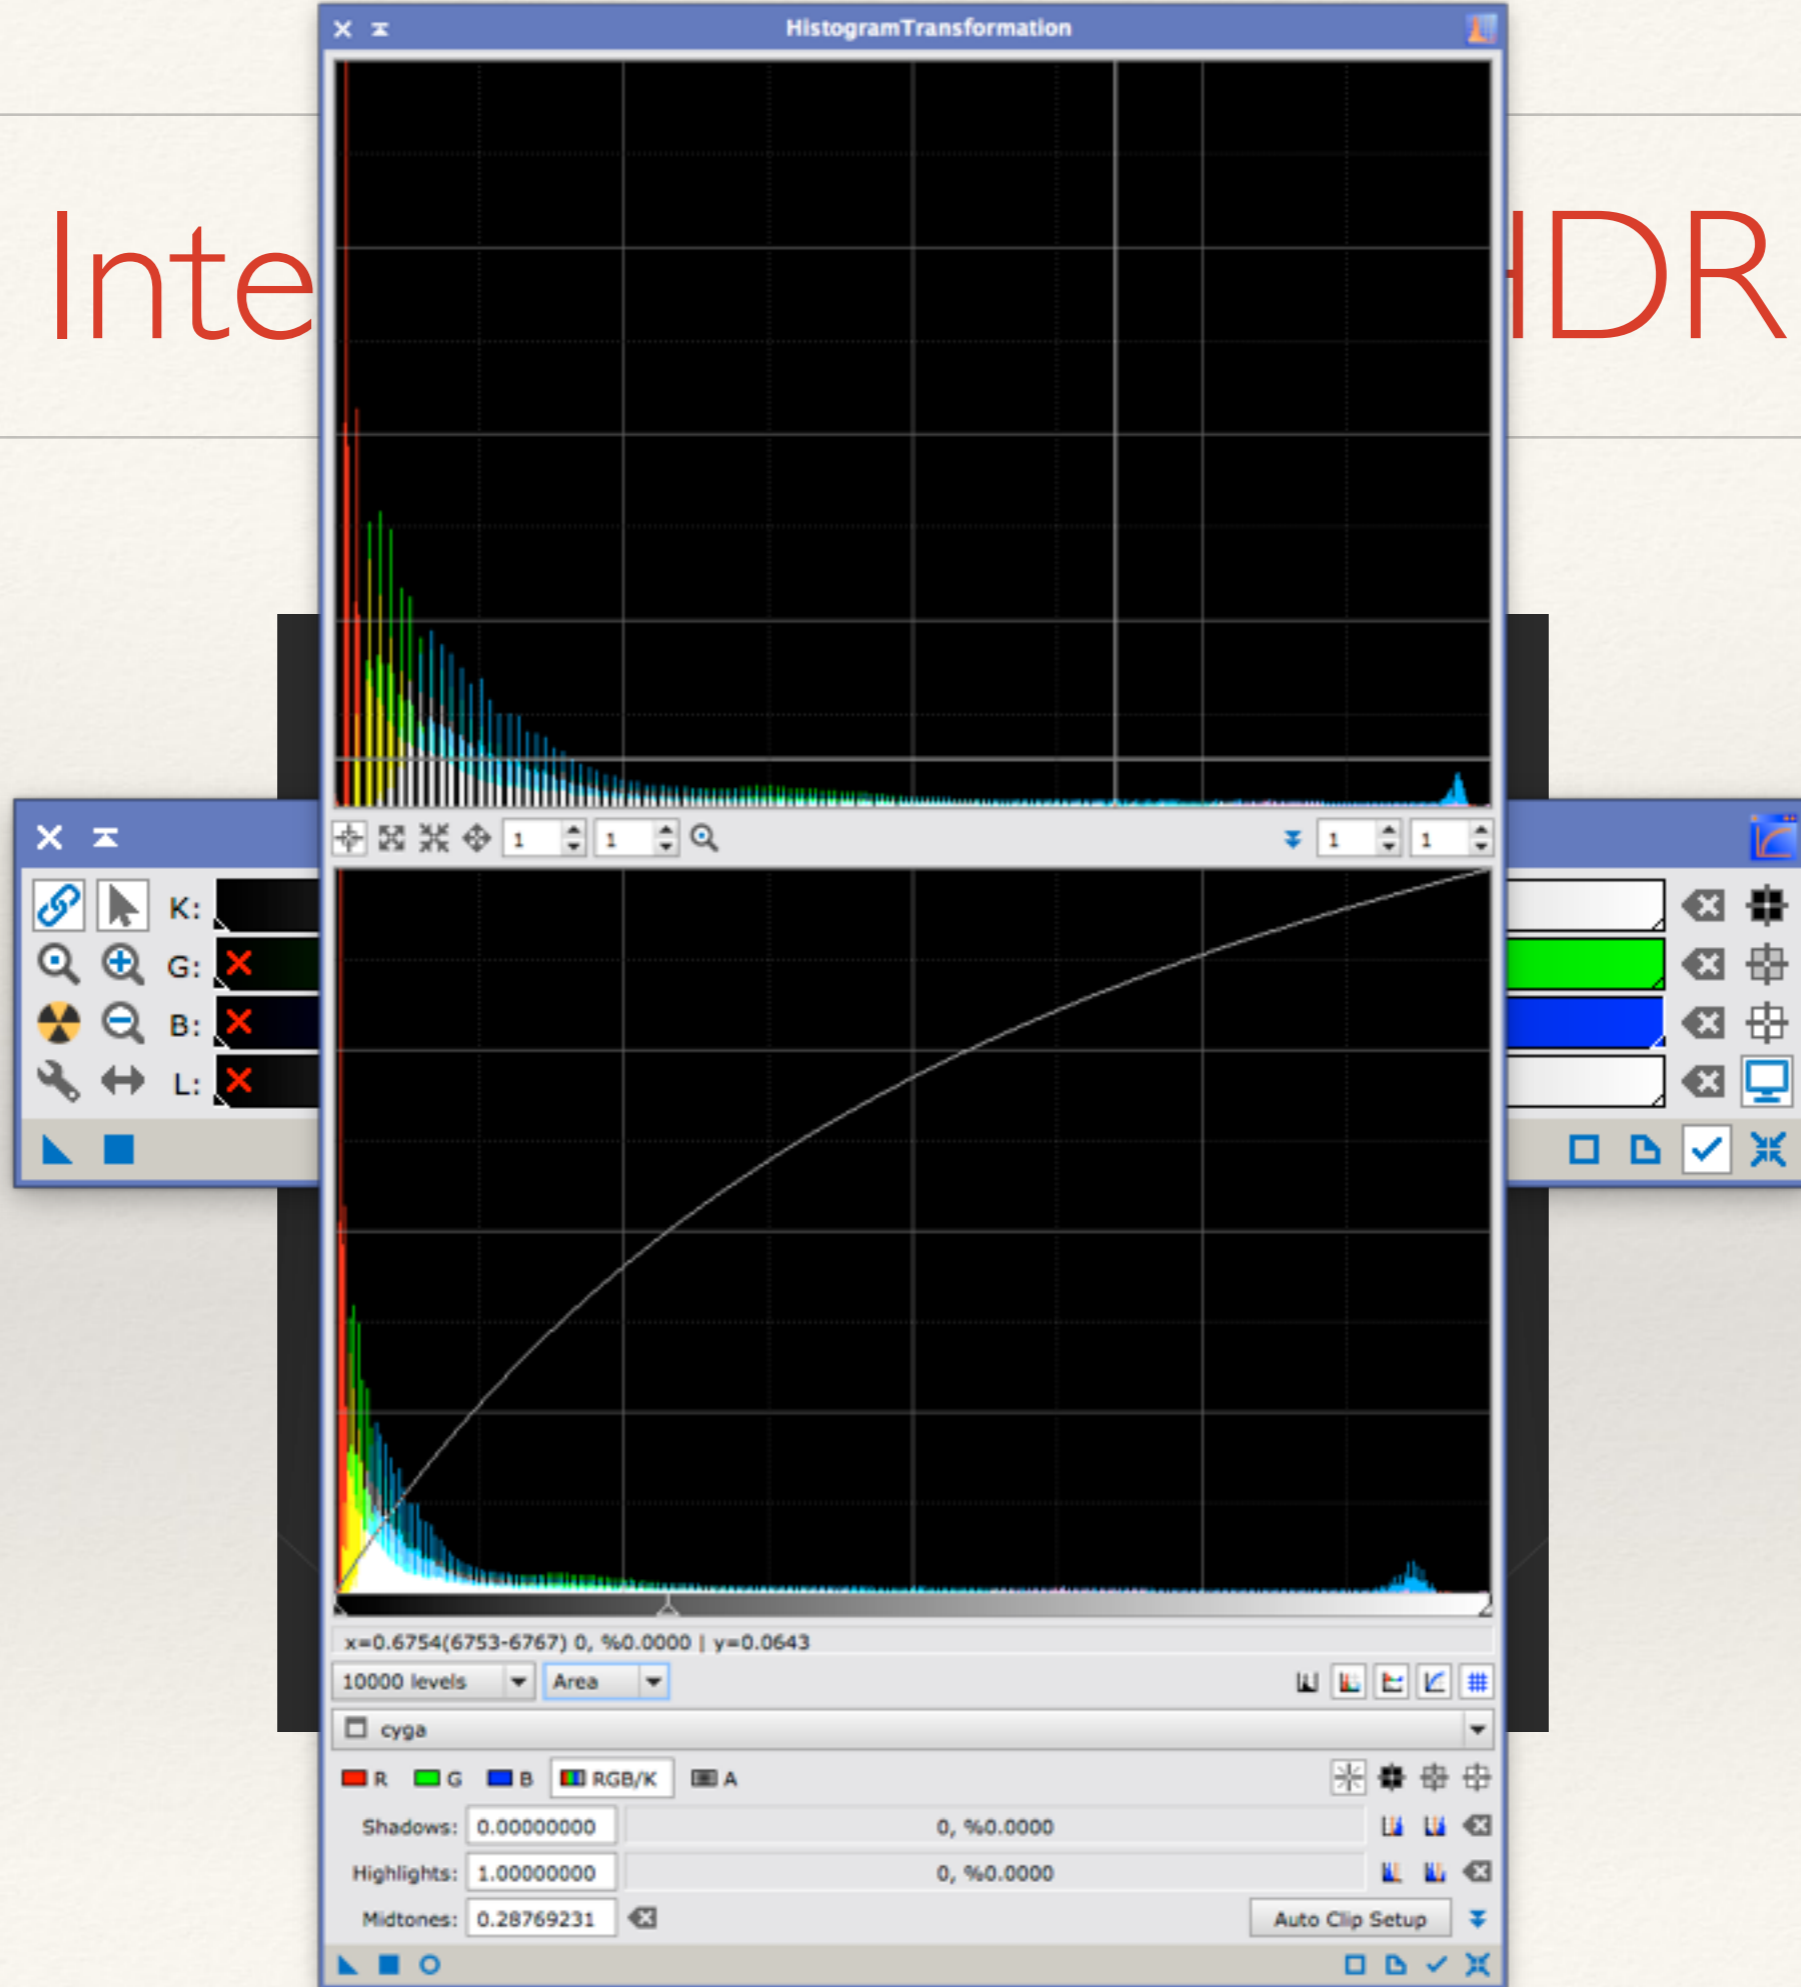 HistogramTransformation
Inte
HDR
1
1
1
1
K:
G:
B:
L:
x=0.6754(6753-6767) 0, %0.0000 | y=0.0643
10000 levels
Area
cyga
R
G
B
RGB/K
A
Shadows: 0.00000000 0, %0.0000
Highlights: 1.00000000 0, %0.0000
Midtones: 0.28769231 Auto Clip Setup